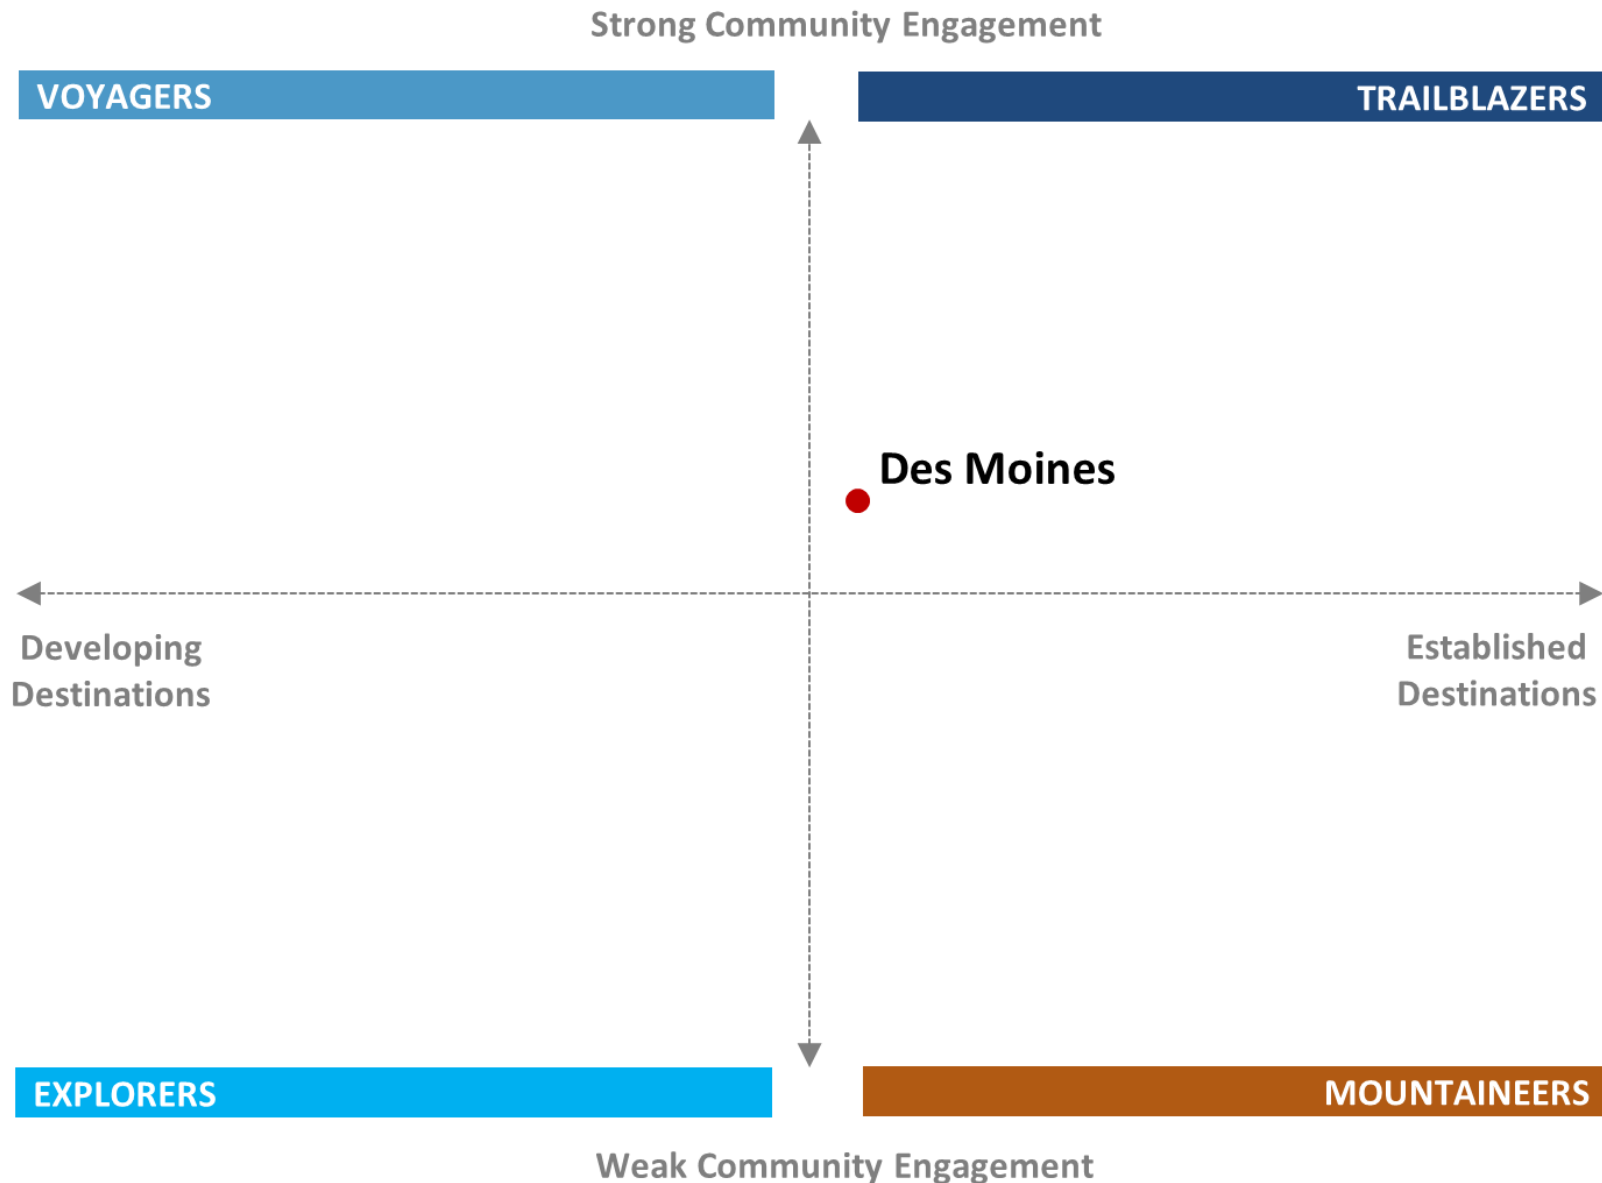 Strong Community Engagement
VOYAGERS
TRAILBLAZERS
Des Moines
Developing
Destinations
Established
Destinations
EXPLORERS
MOUNTAINEERS
Weak Community Engagement